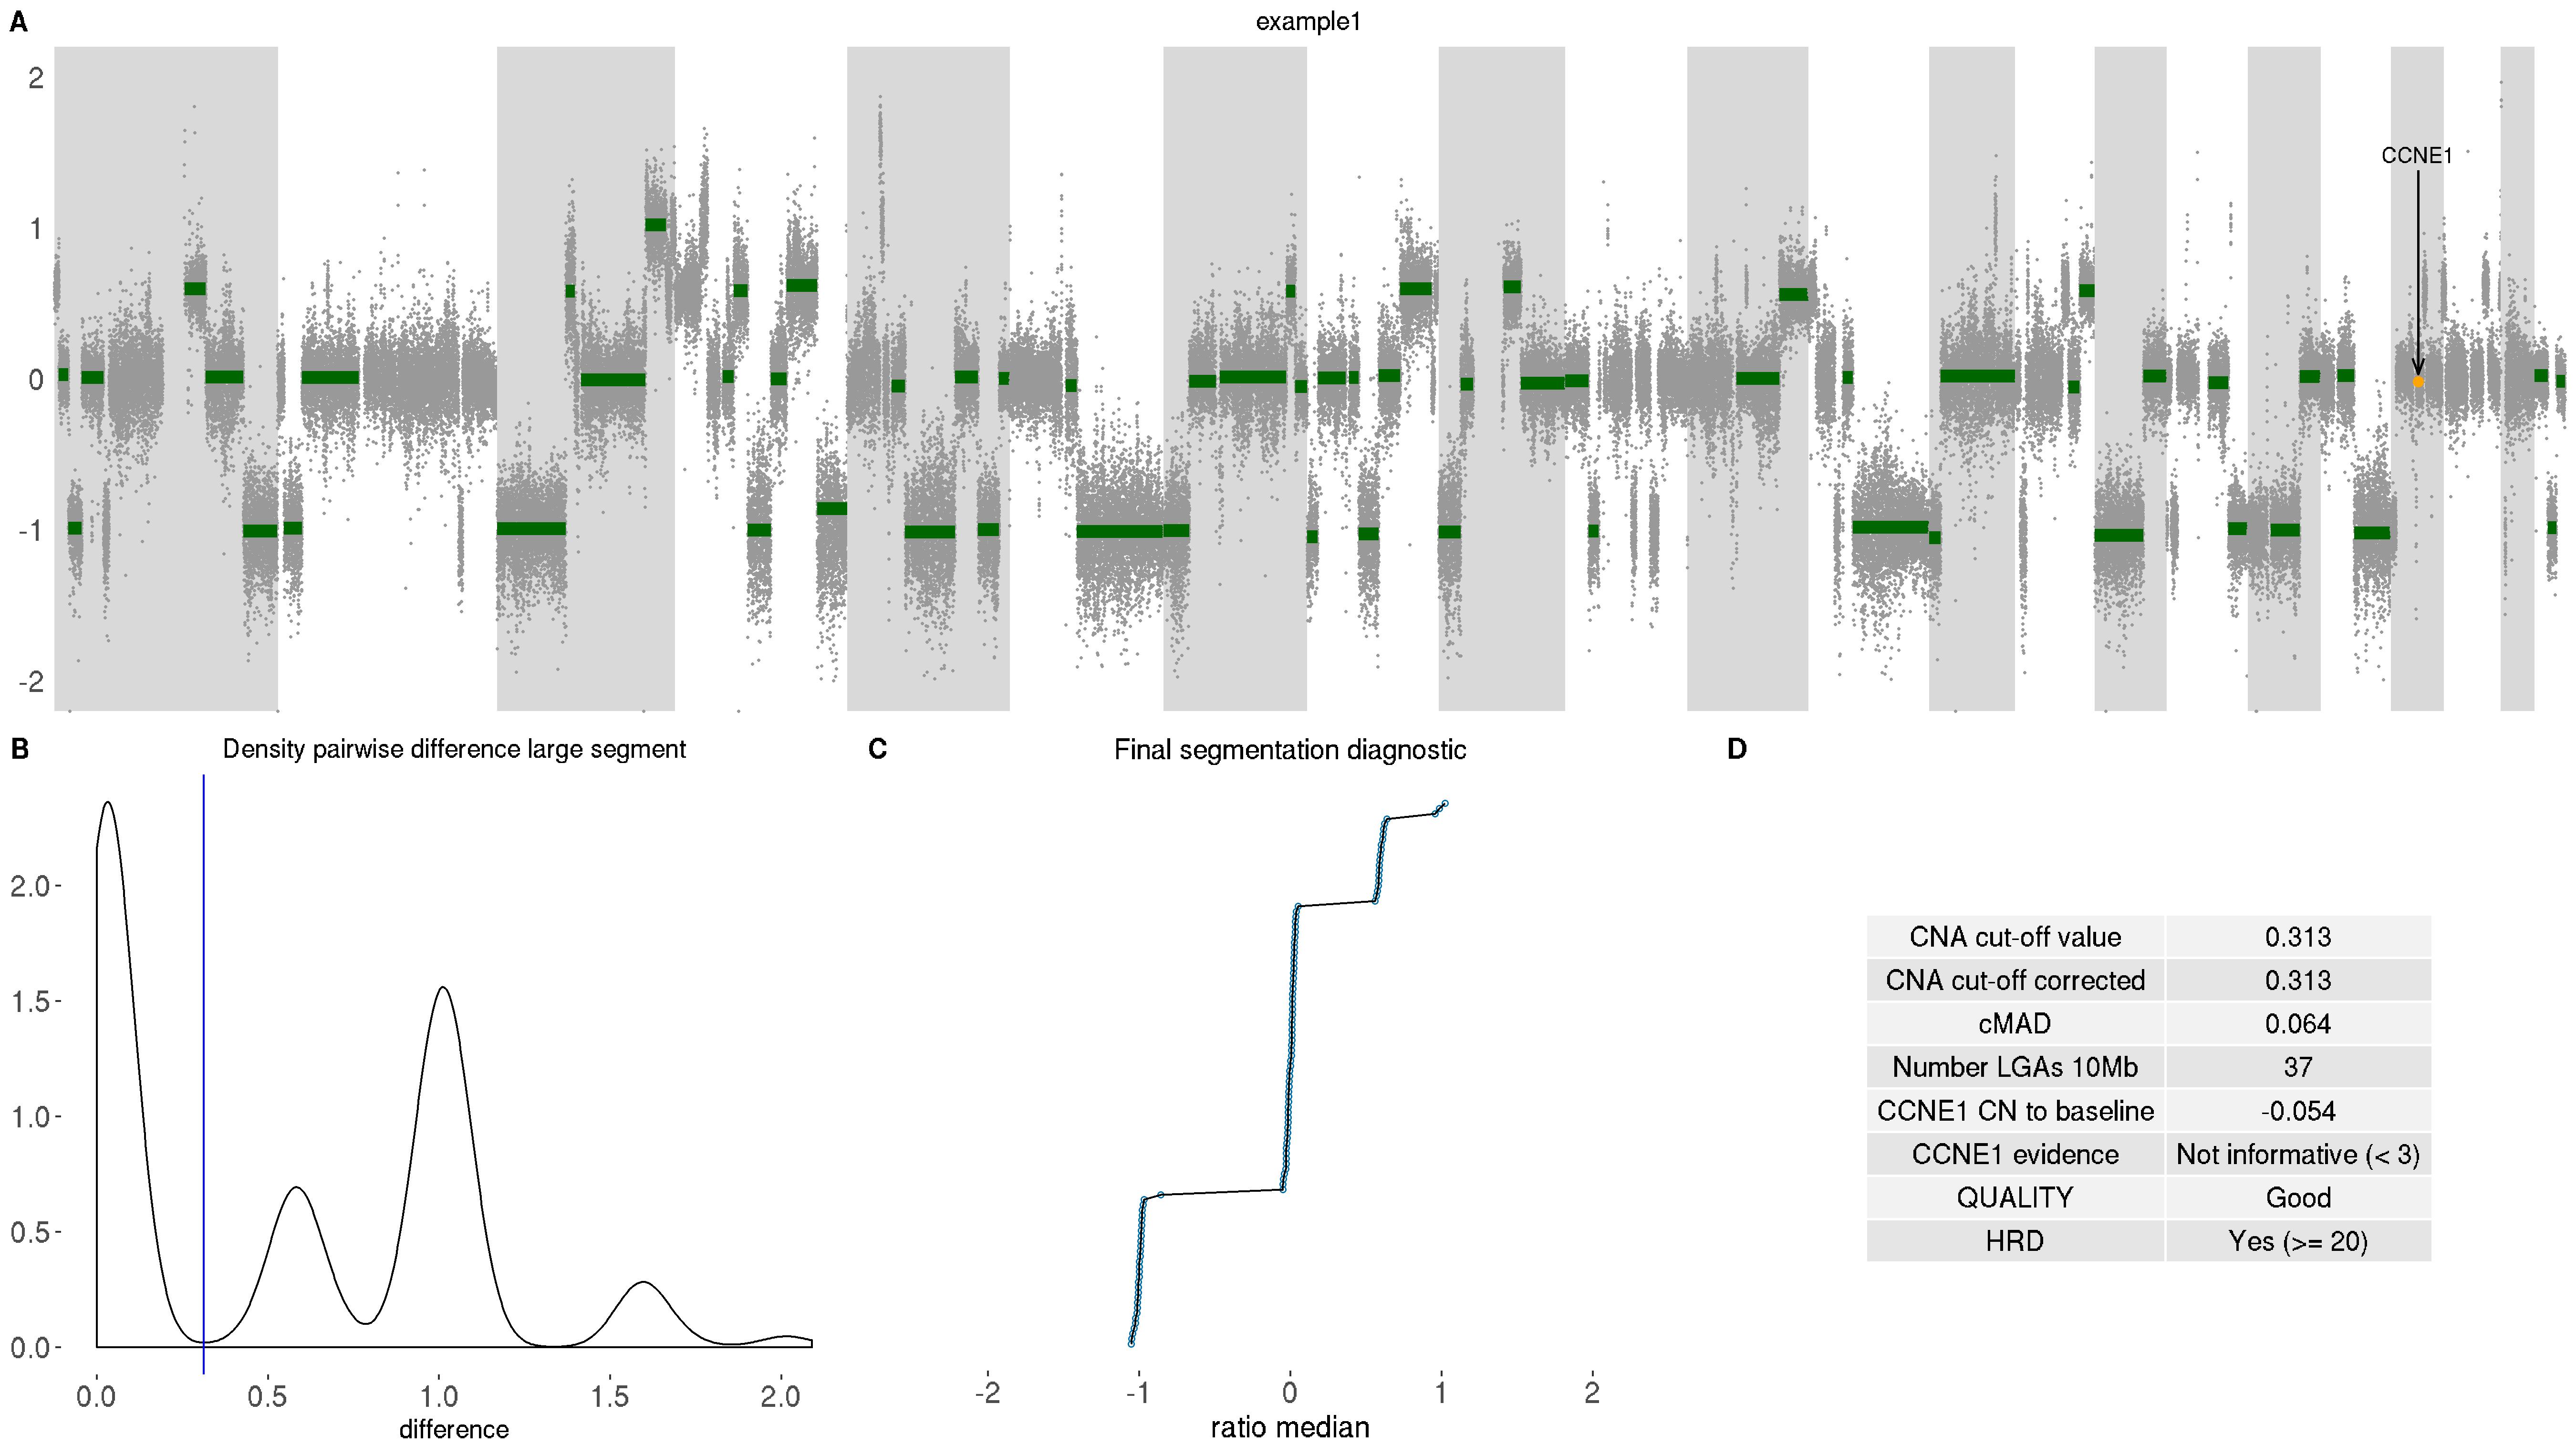 A
example1
2
1
0
-1
-2
CCNE1
B
Density pairwise difference large segment
2.0
1.5
1.0
0.5
0.0
0.0 0.5 1.0 1.5 2.0
difference
C
Final segmentation diagnostic
-2 -1 0 1 2
ratio median
D
CNA cut-off value 0.313
CNA cut-off corrected 0.313
cMAD 0.064
Number LGAs 10Mb 37
CCNE1 CN to baseline -0.054
CCNE1 evidence Not informative (< 3)
QUALITY Good
HRD Yes (>= 20)